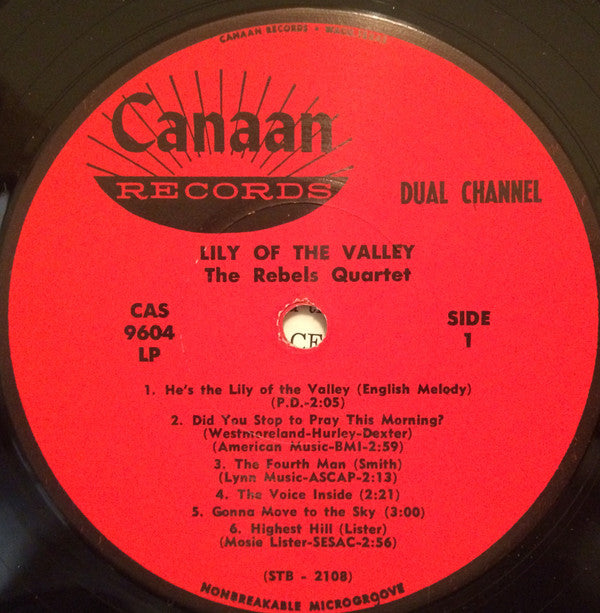 CANAAN RECORDS • WACO,
Canaan
RECORDS
DUAL CHANNEL
LILY OF THE VALLEY
The Rebels Quartet
CAS
9604
LP
SIDE
1
CE
1. He's the Lily of the Valley (English Melody)
(P.D.-2:05)
2. Did You Stop to Pray This Morning?
(Westmoreland-Hurley-Dexter)
(American Music-BMI-2:59)
3. The Fourth Man (Smith)
(Lynn Music-ASCAP-2:13)
4. The Voice Inside (2:21)
5. Gonna Move to the Sky (3:00)
6. Highest Hill (Lister)
(Mosie Lister-SESAC-2:56)
(STB - 2108)
NONBREAKABLE MICROGROOVE